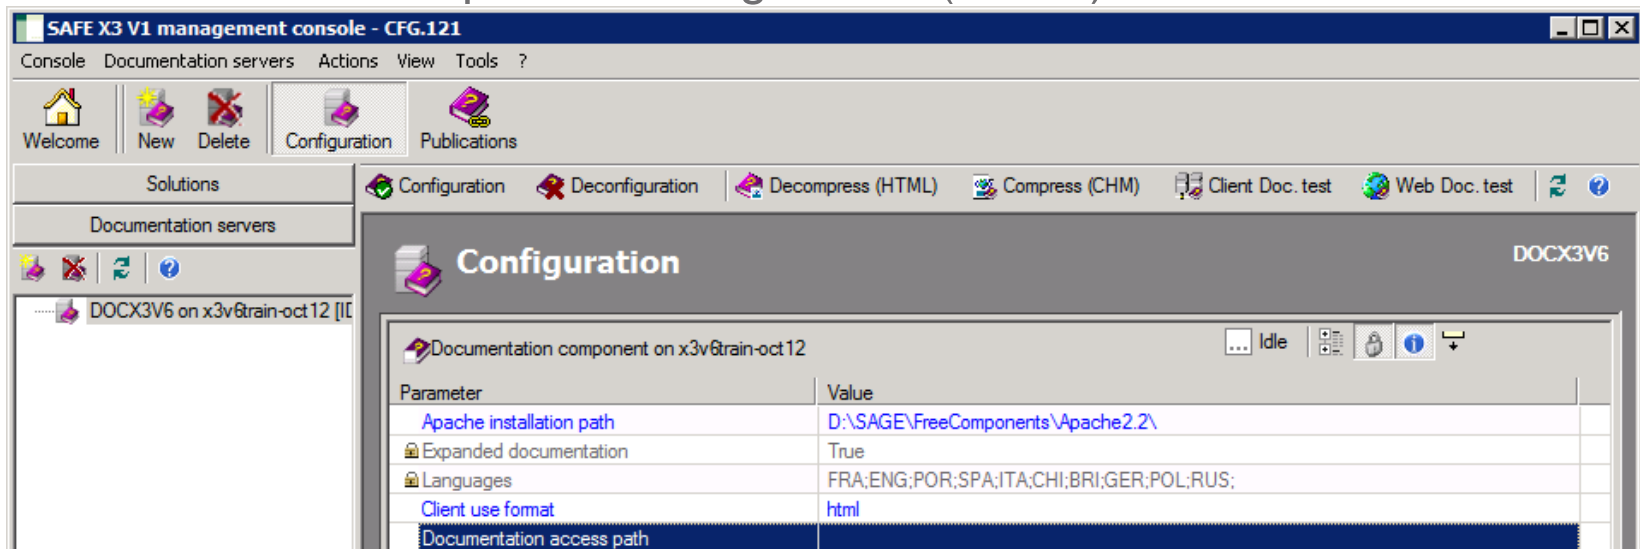 SAFE X3 V1 management console - CFG.121
Console Documentation servers Actions View Tools ?
Welcome New Delete Configuration Publications
Solutions
Configuration Deconfiguration Decompress (HTML) Compress (CHM) Client Doc. test Web Doc. test
Documentation servers
Configuration
DOCX3V6
DOCX3V6 on x3v6train-oct12
Documentation component on x3v6train-oct12
... Idle
Parameter Value
Apache installation path D:\SAGE\FreeComponents\Apache2.2\
Expanded documentation True
Languages FRA;ENG;POR;SPA;ITA;CHI;BRI;GER;POL;RUS;
Client use format html
Documentation access path